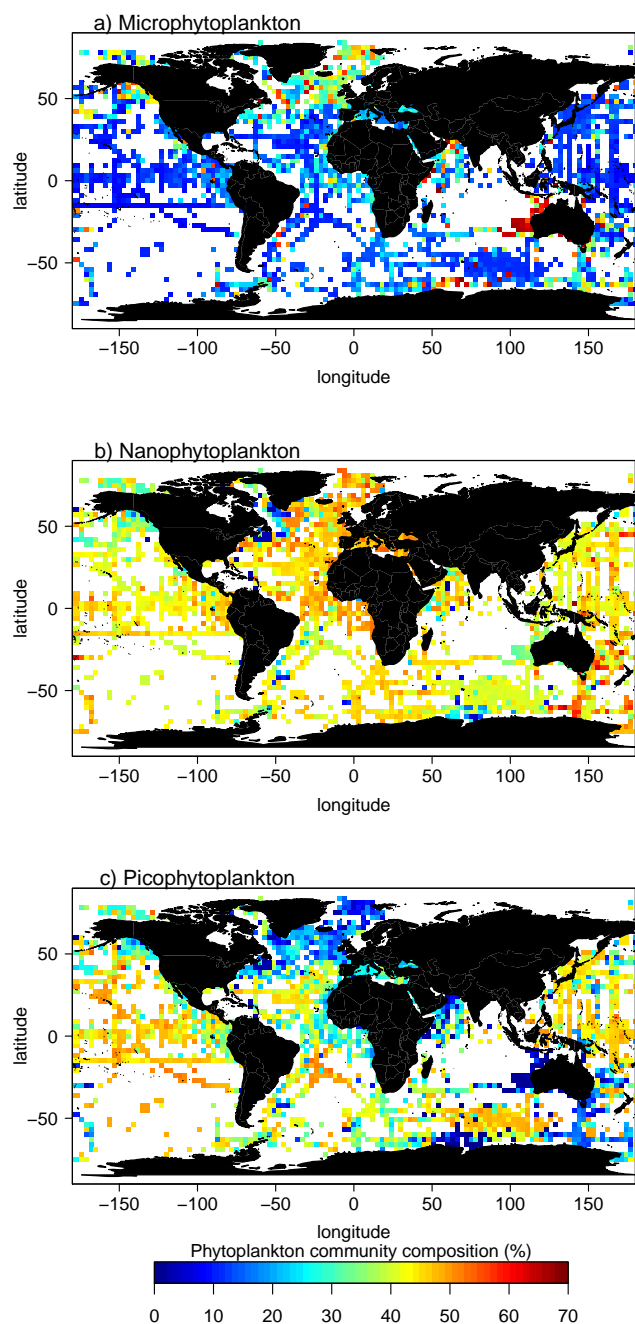 a) Microphytoplankton
latitude
50
0
−50
−150 −100 −50 0 50 100 150
longitude
b) Nanophytoplankton
latitude
50
0
−50
−150 −100 −50 0 50 100 150
longitude
c) Picophytoplankton
latitude
50
0
−50
−150 −100 −50 0 50 100 150
longitude
Phytoplankton community composition (%)
0 10 20 30 40 50 60 70